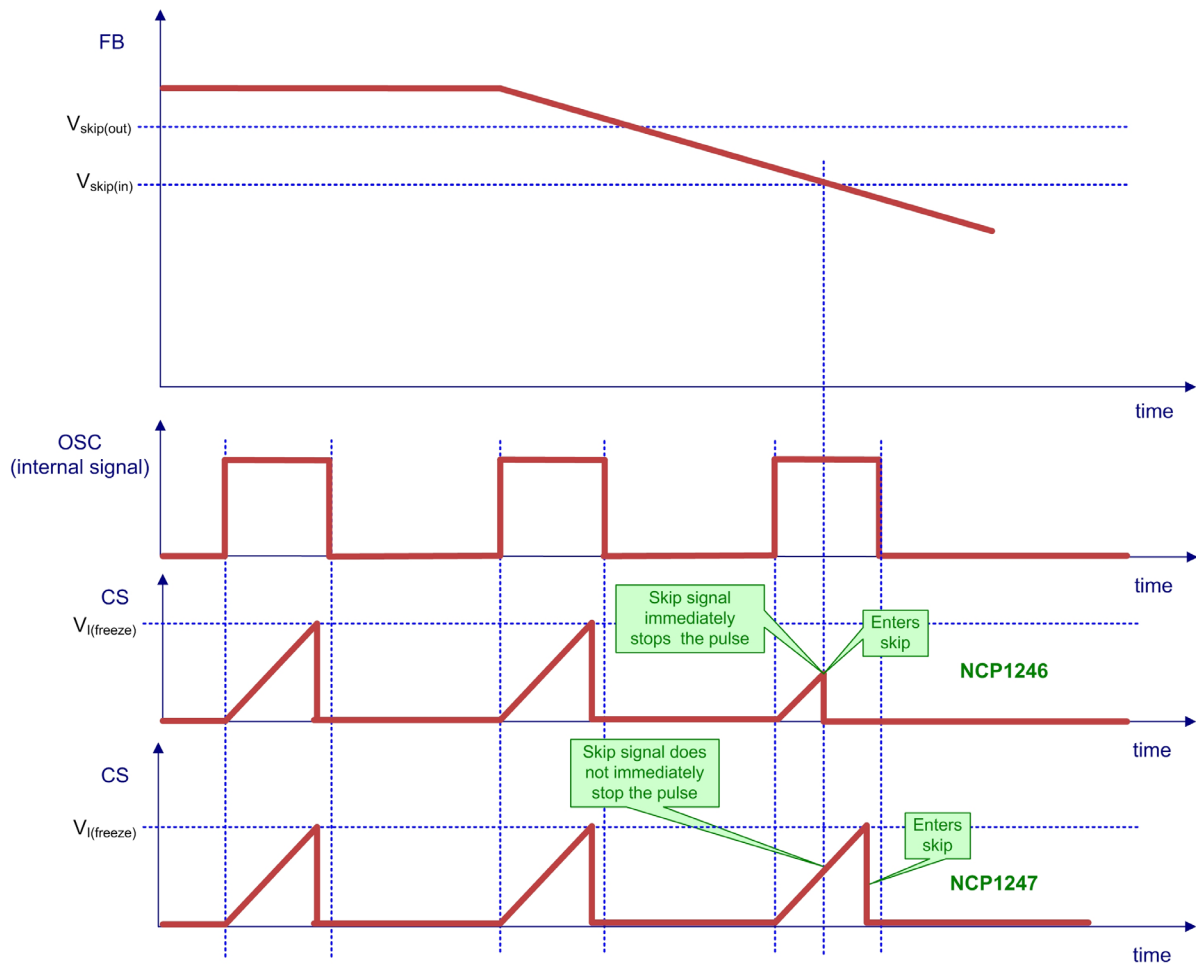 FB
Vskip(out)
Vskip(in)
time
OSC
(internal signal)
time
CS
VI(freeze)
Skip signal
immediately
stops the pulse
Enters
skip
NCP1246
time
CS
VI(freeze)
Skip signal does
not immediately
stop the pulse
Enters
skip
NCP1247
time